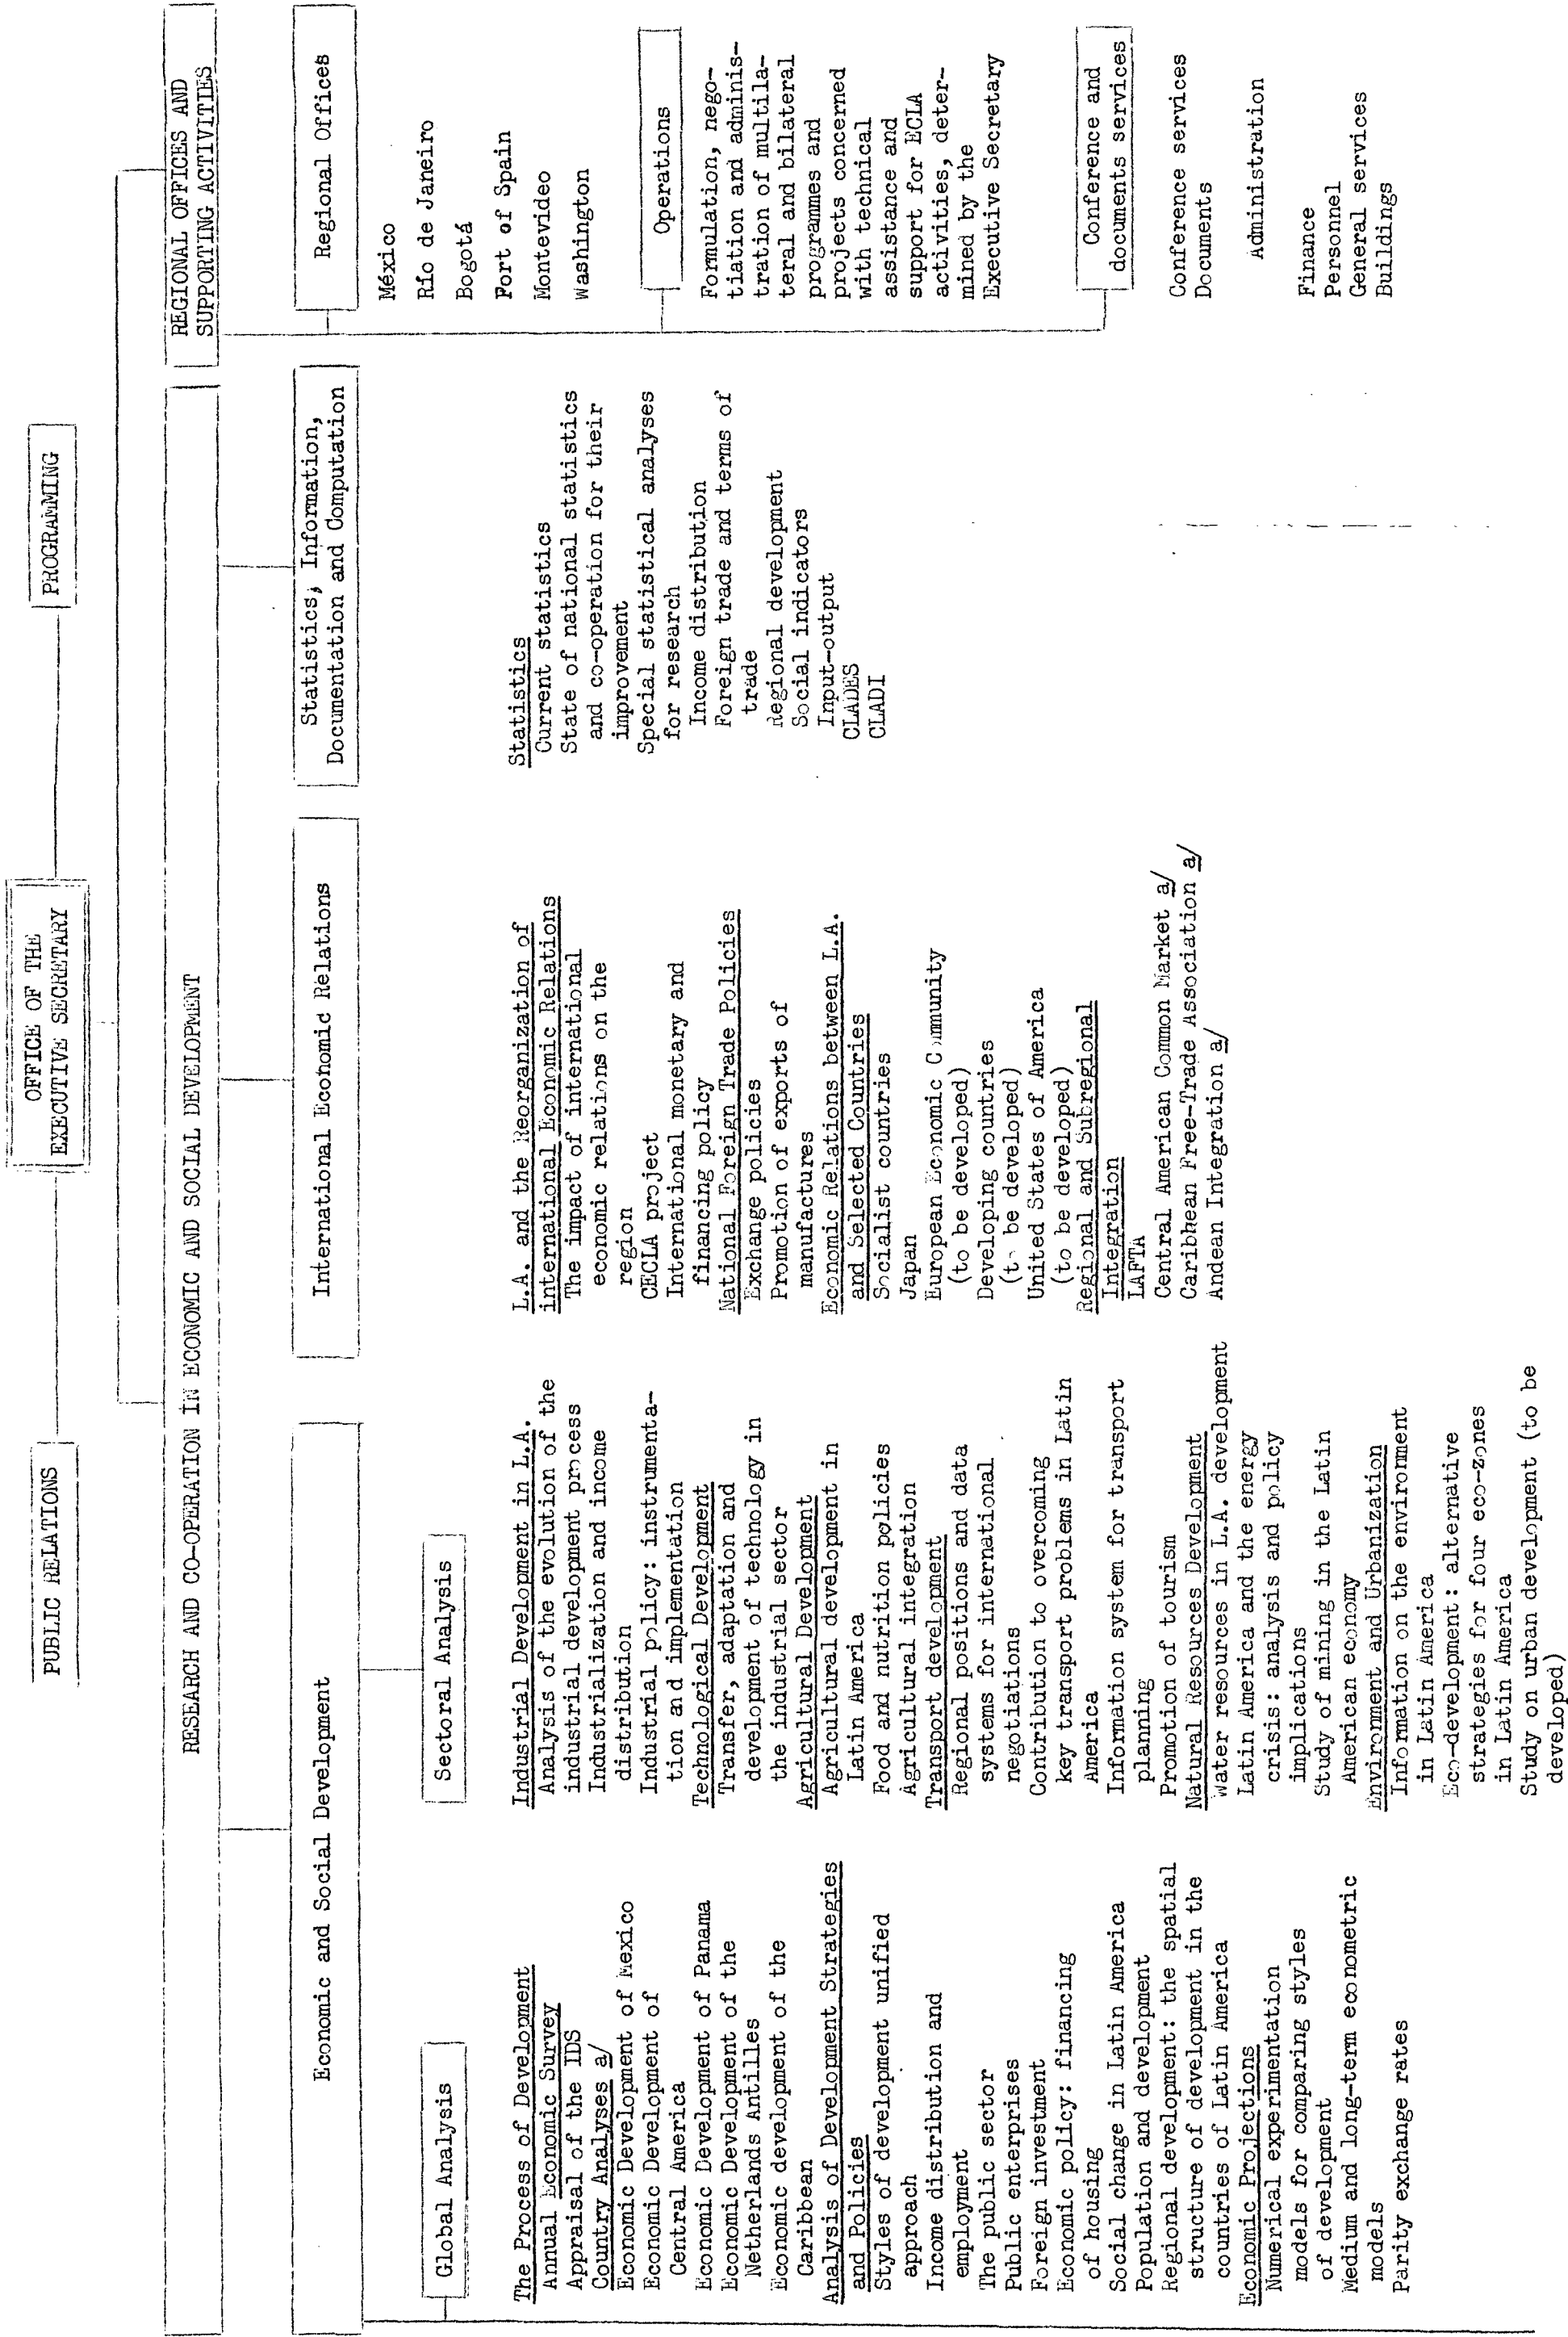 PUBLIC RELATIONS
OFFICE OF THE
EXECUTIVE SECRETARY
PROGRAMING
RESEARCH AND CO-OPERATION IN ECONOMIC AND SOCIAL DEVELOPMENT
REGIONAL OFFICES AND
SUPPORTING ACTIVITIES
Economic and Social Development
Global Analysis
The Process of Development
Annual Economic Survey
Appraisal of the IDS
Country Analyses a/
Economic Development of Mexico
Economic Development of
Central America
Economic Development of Panama
Economic Development of the
Netherlands Antilles
Economic development of the
Caribbean
Analysis of Development Strategies
and Policies
Styles of development unified
approach
Income distribution and
employment
The public sector
Public enterprises
Foreign investment
Economic policy: financing
of housing
Social change in Latin America
Population and development
Regional development: the spatial
structure of development in the
countries of Latin America
Economic Projections
Numerical experimentation
models for comparing styles
of development
Medium and long-term econometric
models
Parity exchange rates
Sectoral Analysis
Industrial Development in L.A.
Analysis of the evolution of the
industrial development process
Industrialization and income
distribution
Industrial policy: instrumenta-
tion and implementation
Technological Development
Transfer, adaptation and
development of technology in
the industrial sector
Agricultural Development
Agricultural development in
Latin America
Food and nutrition policies
Agricultural integration
Transport development
Regional positions and data
systems for international
negotiations
Contribution to overcoming
key transport problems in Latin
America
Information system for transport
planning
Promotion of tourism
Natural Resources Development
Water resources in L.A. development
Latin America and the energy
crisis: analysis and policy
implications
Study of mining in the Latin
American economy
Environment and Urbanization
Information on the environment
in Latin America
Eco-development: alternative
strategies for four eco-zones
in Latin America
Study on urban development (to be
developed)
International Economic Relations
L.A. and the Reorganization of
international Economic Relations
The impact of international
economic relations on the
region
CECLA project
International monetary and
financing policy
National Foreign Trade Policies
Exchange policies
Promotion of exports of
manufactures
Economic Relations between L.A.
and Selected Countries
Socialist countries
Japan
European Economic Community
(to be developed)
Developing countries
(to be developed)
United States of America
(to be developed)
Regional and Subregional
Integration
LAFTA
Central American Common Market a/
Caribbean Free-Trade Association a/
Andean Integration a/
Statistics, Information,
Documentation and Computation
Statistics
Current statistics
State of national statistics
and co-operation for their
improvement
Special statistical analyses
for research
Income distribution
Foreign trade and terms of
trade
Regional development
Social indicators
Input-output
CLADES
CLADI
Regional Offices
México
Río de Janeiro
Bogotá
Port of Spain
Montevideo
Washington
Operations
Formulation, nego-
tiation and adminis-
tration of multila-
teral and bilateral
programmes and
projects concerned
with technical
assistance and
support for ECLA
activities, deter-
mined by the
Executive Secretary
Conference and
documents services
Conference services
Documents
Administration
Finance
Personnel
General services
Buildings